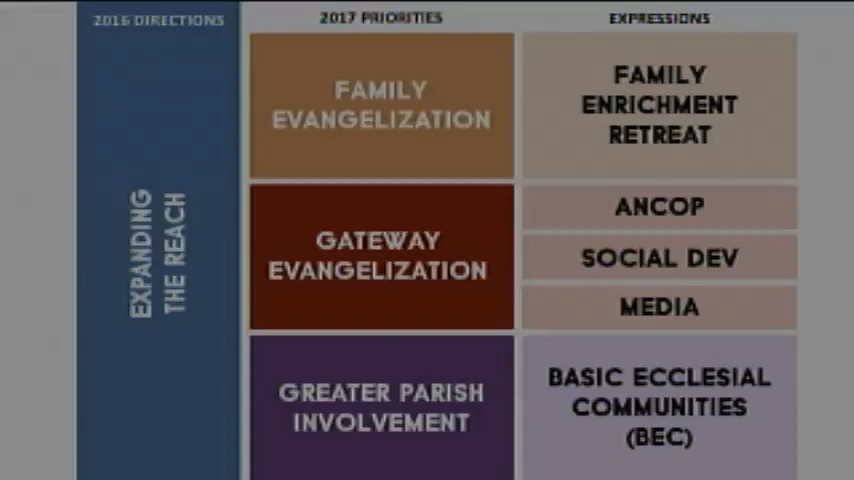 2016 DIRECTIONS
2017 PRIORITIES
EXPRESSIONS
EXPANDING
THE REACH
FAMILY
EVANGELIZATION
FAMILY
ENRICHMENT
RETREAT
GATEWAY
EVANGELIZATION
ANCOP
SOCIAL DEV
MEDIA
GREATER PARISH
INVOLVEMENT
BASIC ECCLESIAL
COMMUNITIES
(BEC)